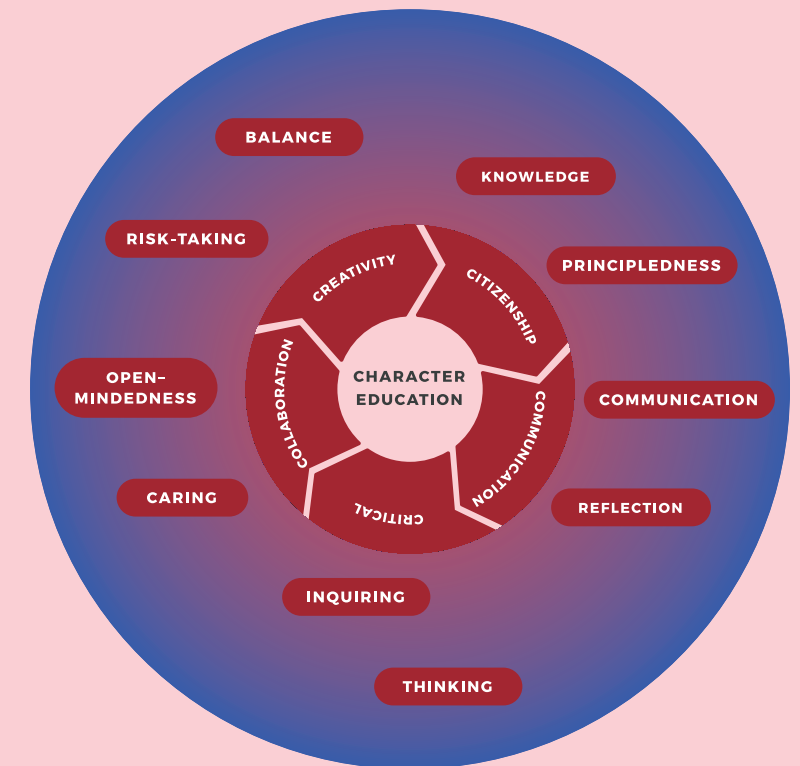 BALANCE
KNOWLEDGE
RISK-TAKING
PRINCIPLEDNESS
CREATIVITY
CITIZENSHIP
COLLABORATION
CHARACTER
EDUCATION
COMMUNICATION
CRITICAL
OPEN–
MINDEDNESS
COMMUNICATION
CARING
REFLECTION
INQUIRING
THINKING